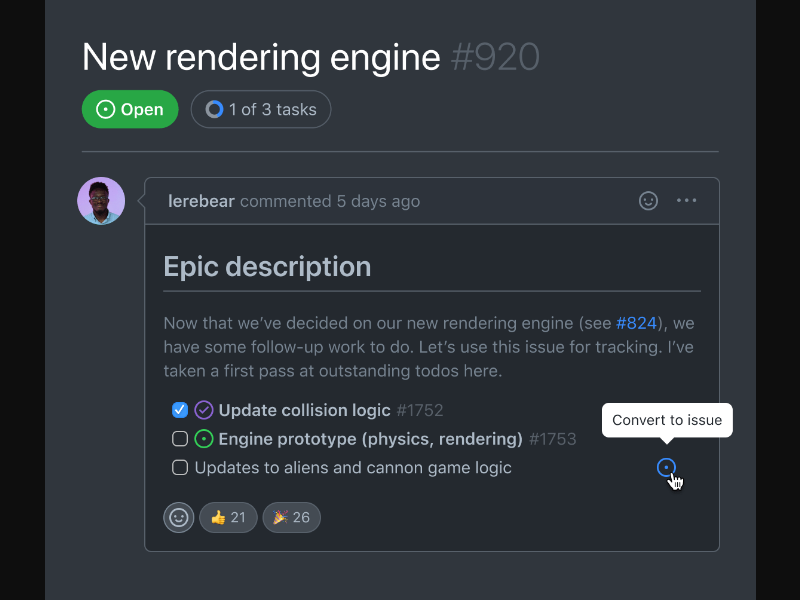 New rendering engine #920
Open
1 of 3 tasks
lerebear commented 5 days ago
Epic description
Now that we’ve decided on our new rendering engine (see #824), we
have some follow-up work to do. Let’s use this issue for tracking. I’ve
taken a first pass at outstanding todos here.
Update collision logic #1752
Convert to issue
Engine prototype (physics, rendering) #1753
Updates to aliens and cannon game logic
21
26